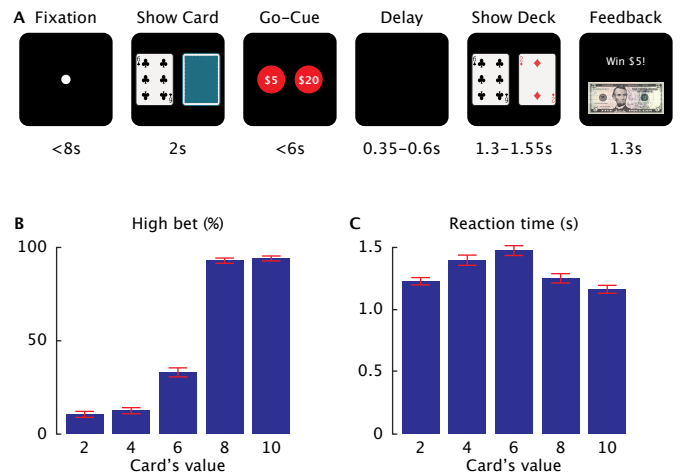 A Fixation Show Card Go-Cue Delay Show Deck Feedback
$5 $20
Win $5!
<8s 2s <6s 0.35–0.6s 1.3–1.55s 1.3s
B High bet (%)
100
50
0
2 4 6 8 10
Card's value
C Reaction time (s)
1.5
1.0
0.5
0
2 4 6 8 10
Card's value